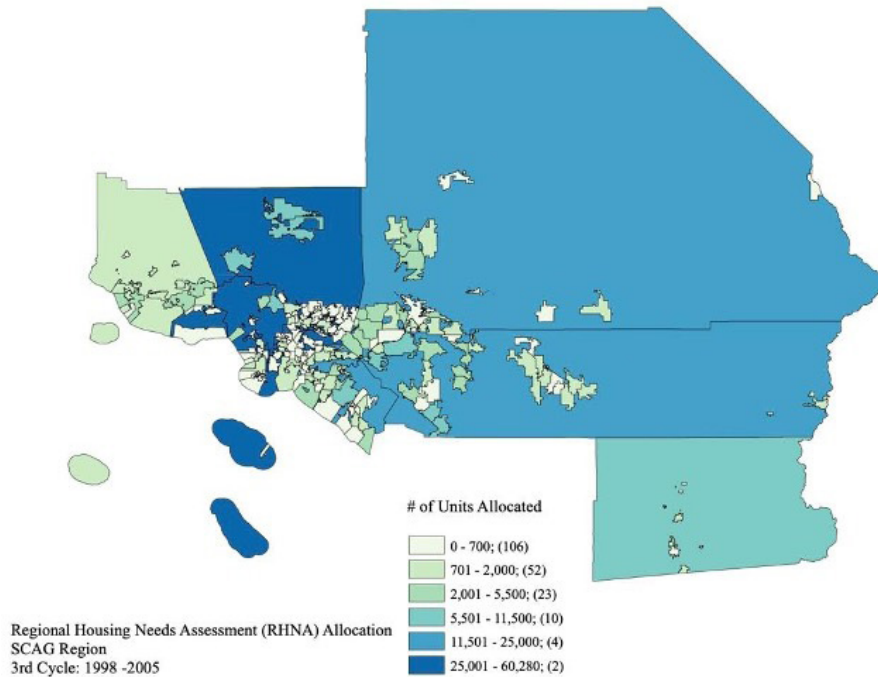 # of Units Allocated
0 - 700; (106)
701 - 2,000; (52)
2,001 - 5,500; (23)
5,501 - 11,500; (10)
11,501 - 25,000; (4)
25,001 - 60,280; (2)
Regional Housing Needs Assessment (RHNA) Allocation
SCAG Region
3rd Cycle: 1998 -2005